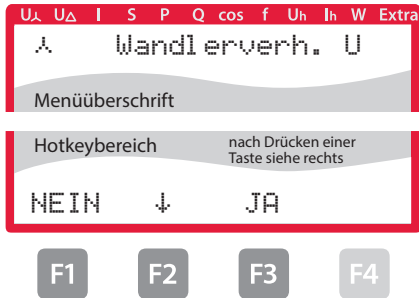 U⅄ U△ I S P Q cos f Uh Ih W Extra
⅄ Wandlerverh. U
Menüüberschrift
Hotkeybereich
nach Drücken einer
Taste siehe rechts
NEIN ↓ JA
F1 F2 F3 F4